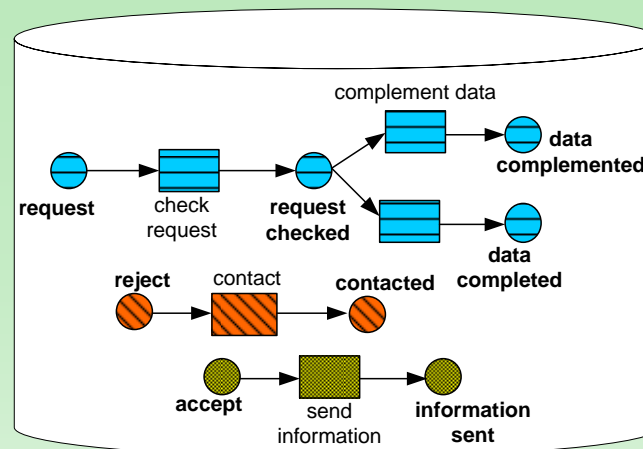 complement data
data
complemented
request
check
request
request
checked
data
completed
reject
contact
contacted
accept
send
information
information
sent